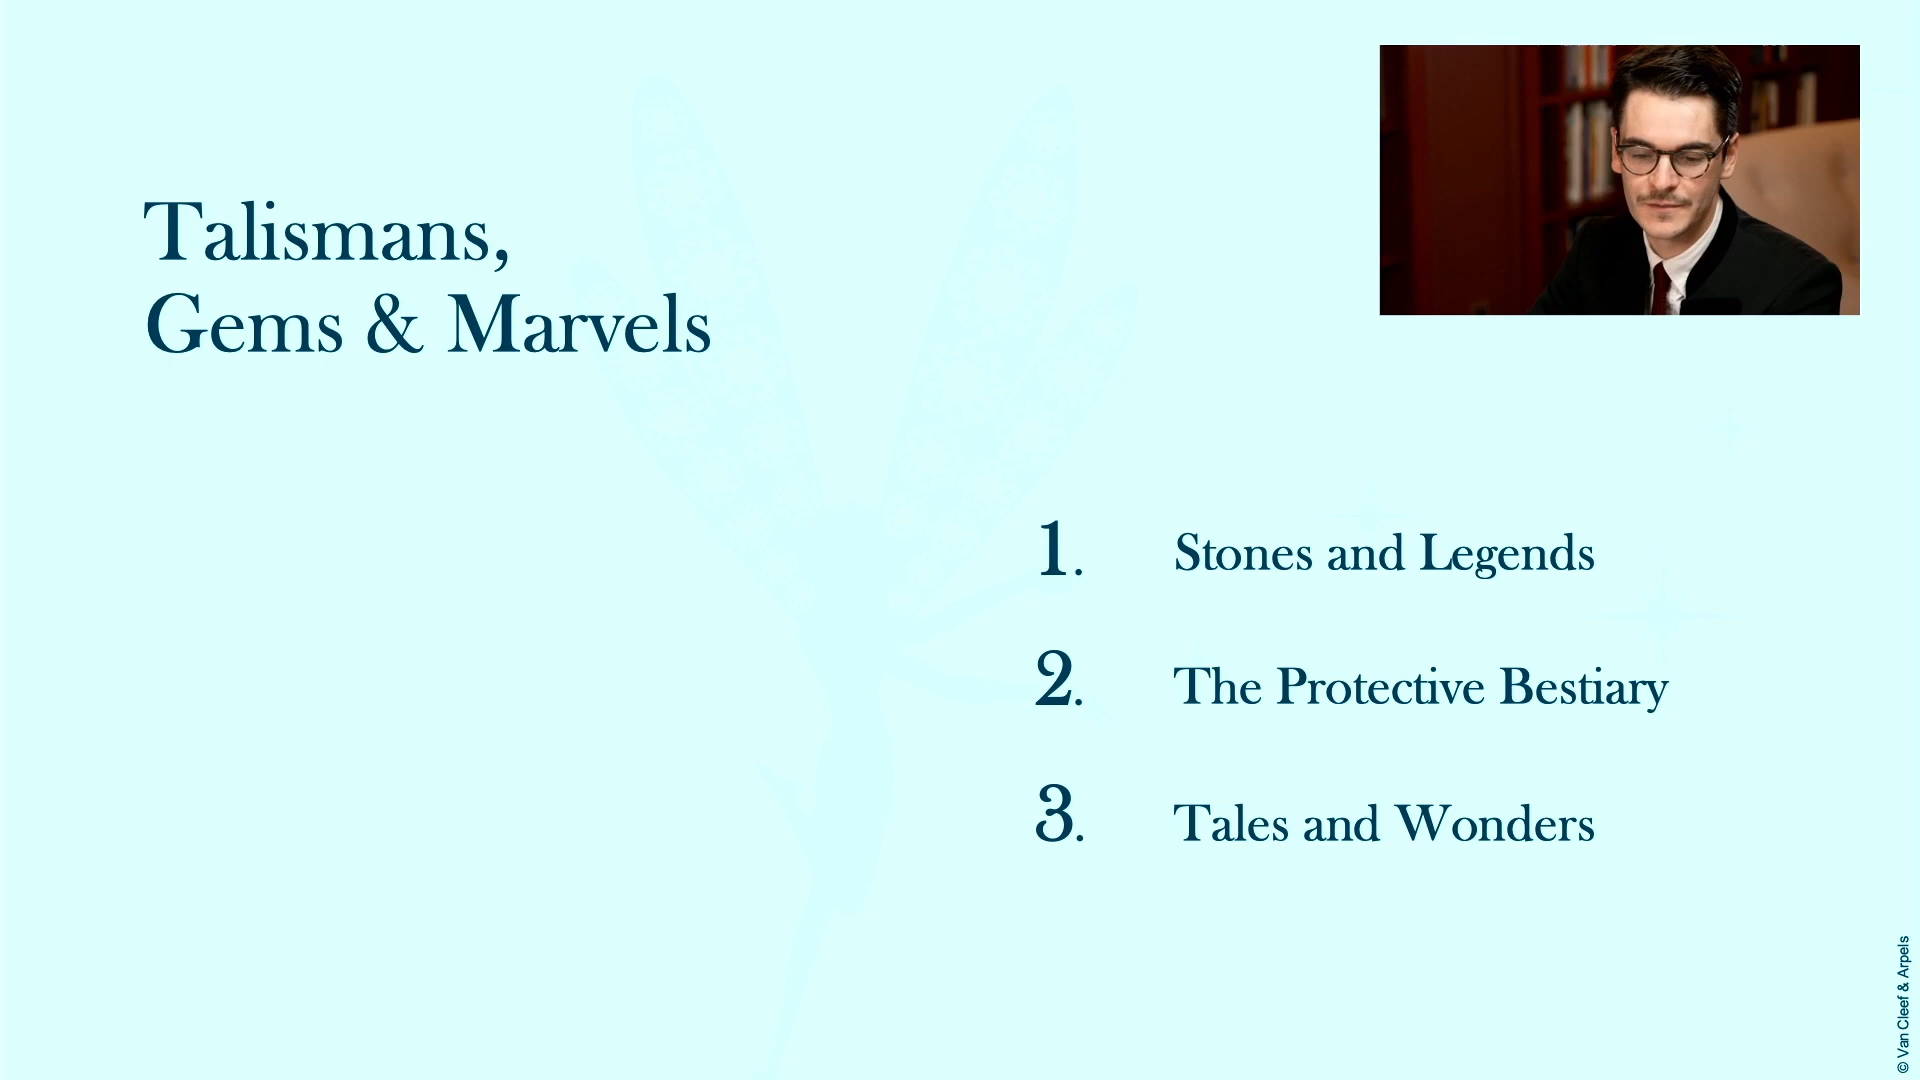 Talismans,
Gems & Marvels
1. Stones and Legends
2. The Protective Bestiary
3. Tales and Wonders
© Van Cleef & Arpels